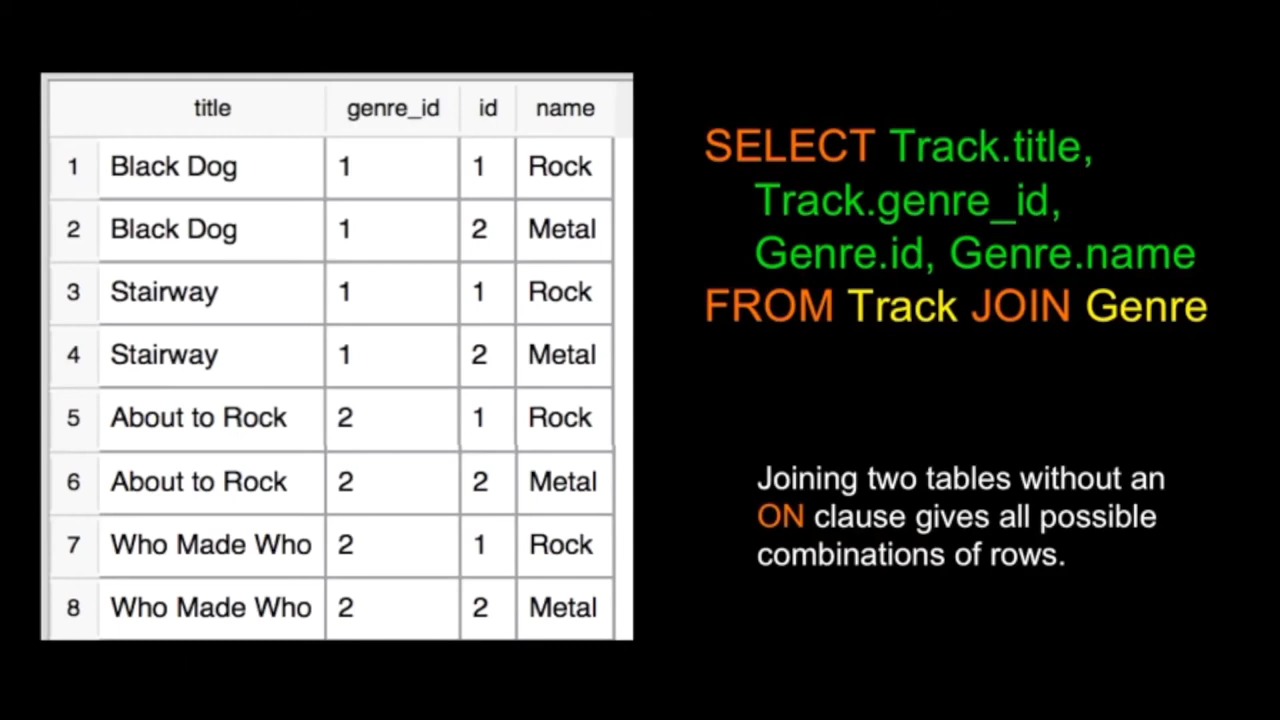 title genre_id id name
1 Black Dog 1 1 Rock
2 Black Dog 1 2 Metal
3 Stairway 1 1 Rock
4 Stairway 1 2 Metal
5 About to Rock 2 1 Rock
6 About to Rock 2 2 Metal
7 Who Made Who 2 1 Rock
8 Who Made Who 2 2 Metal
SELECT Track.title,
Track.genre_id,
Genre.id, Genre.name
FROM Track JOIN Genre
Joining two tables without an
ON clause gives all possible
combinations of rows.